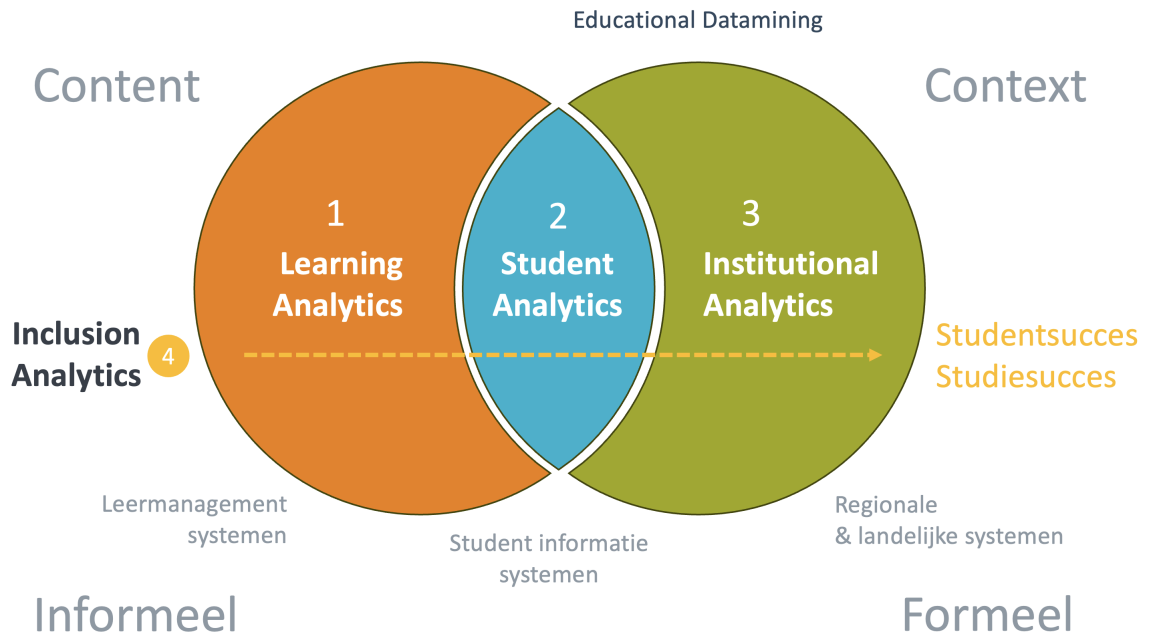 Educational Datamining
Content
Context
1
Learning
Analytics
2
Student
Analytics
3
Institutional
Analytics
Inclusion
Analytics
4
Studentsucces
Studiesucces
Leermanagement
systemen
Student informatie
systemen
Regionale
& landelijke systemen
Informeel
Formeel